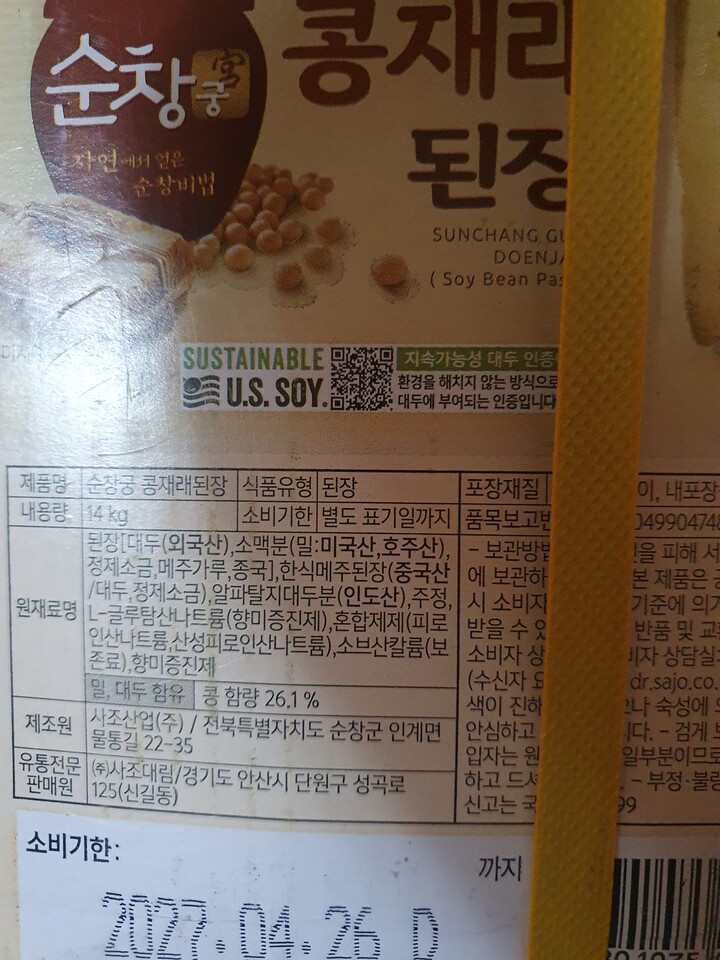 순창궁
宮
콩재래
된장
자연에서 얻은
순창비법
SUNCHANG
DOENJA
( Soy Bean Pas
SUSTAINABLE
U.S. SOY.
지속가능성 대두 인증
환경을 해치지 않는 방식으로
대두에 부여되는 인증입니다
제품명 순창궁 콩재래된장 식품유형 된장 포장재질 이, 내포장
내용량 14 kg 소비기한 별도 표기일까지 품목보고번
원재료명
된장[대두(외국산),소맥분(밀:미국산,호주산),
정제소금,메주가루,종국],한식메주된장(중국산
/대두,정제소금),알파탈지대두분(인도산),주정,
L-글루탐산나트륨(향미증진제),혼합제제(피로
인산나트륨,산성피로인산나트륨),소브산칼륨(보
존료),향미증진제
밀, 대두 함유 콩 함량 26.1 %
제조원 사조산업(주) / 전북특별자치도 순창군 인계면
물통길 22-35
유통전문
판매원
㈜사조대림/경기도 안산시 단원구 성곡로
125(신길동)
- 보관방법 을 피해 서
에 보관하 본 제품은
시 소비자 기준에 의
받을 수 있 반품 및 교
소비자 상 비자 상담실
(수신자 dr.sajo.co.
색이 진해 나 숙성에
안심하고 다. - 검게
입자는 원 일부분이므로
하고 드시 . - 부정·불량
신고는 국 99
소비기한:
까지
2027.04.26 D